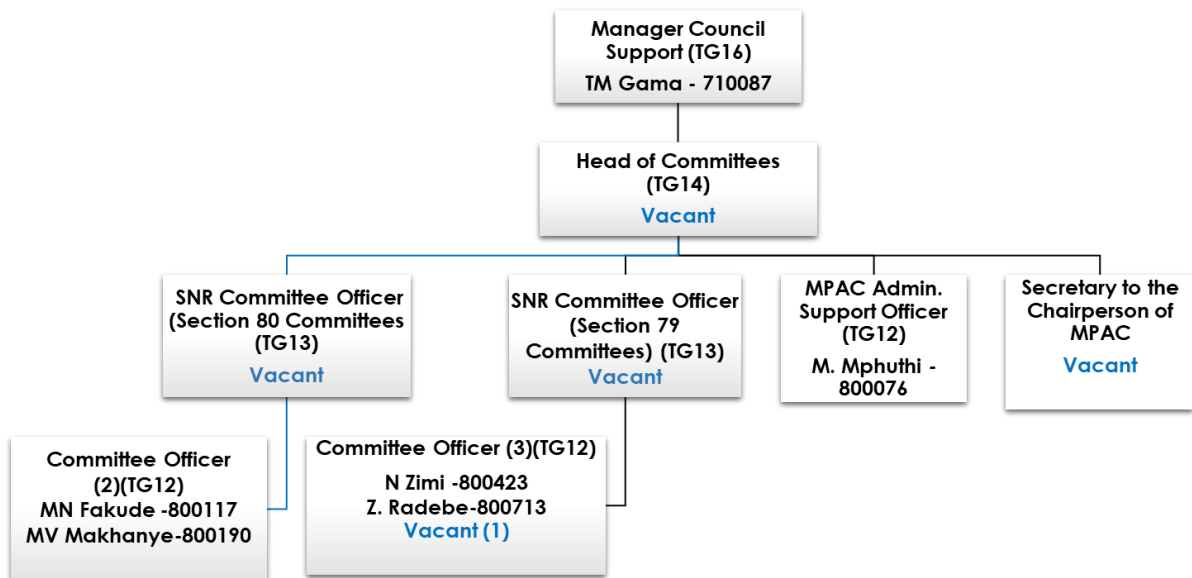 Manager Council
Support (TG16)
TM Gama - 710087
Head of Committees
(TG14)
Vacant
SNR Committee Officer
(Section 80 Committees
(TG13)
Vacant
SNR Committee Officer
(Section 79
Committees) (TG13)
Vacant
MPAC Admin.
Support Officer
(TG12)
M. Mphuthi -
800076
Secretary to the
Chairperson of
MPAC
Vacant
Committee Officer
(2)(TG12)
MN Fakude -800117
MV Makhanye-800190
Committee Officer (3)(TG12)
N Zimi -800423
Z. Radebe-800713
Vacant (1)